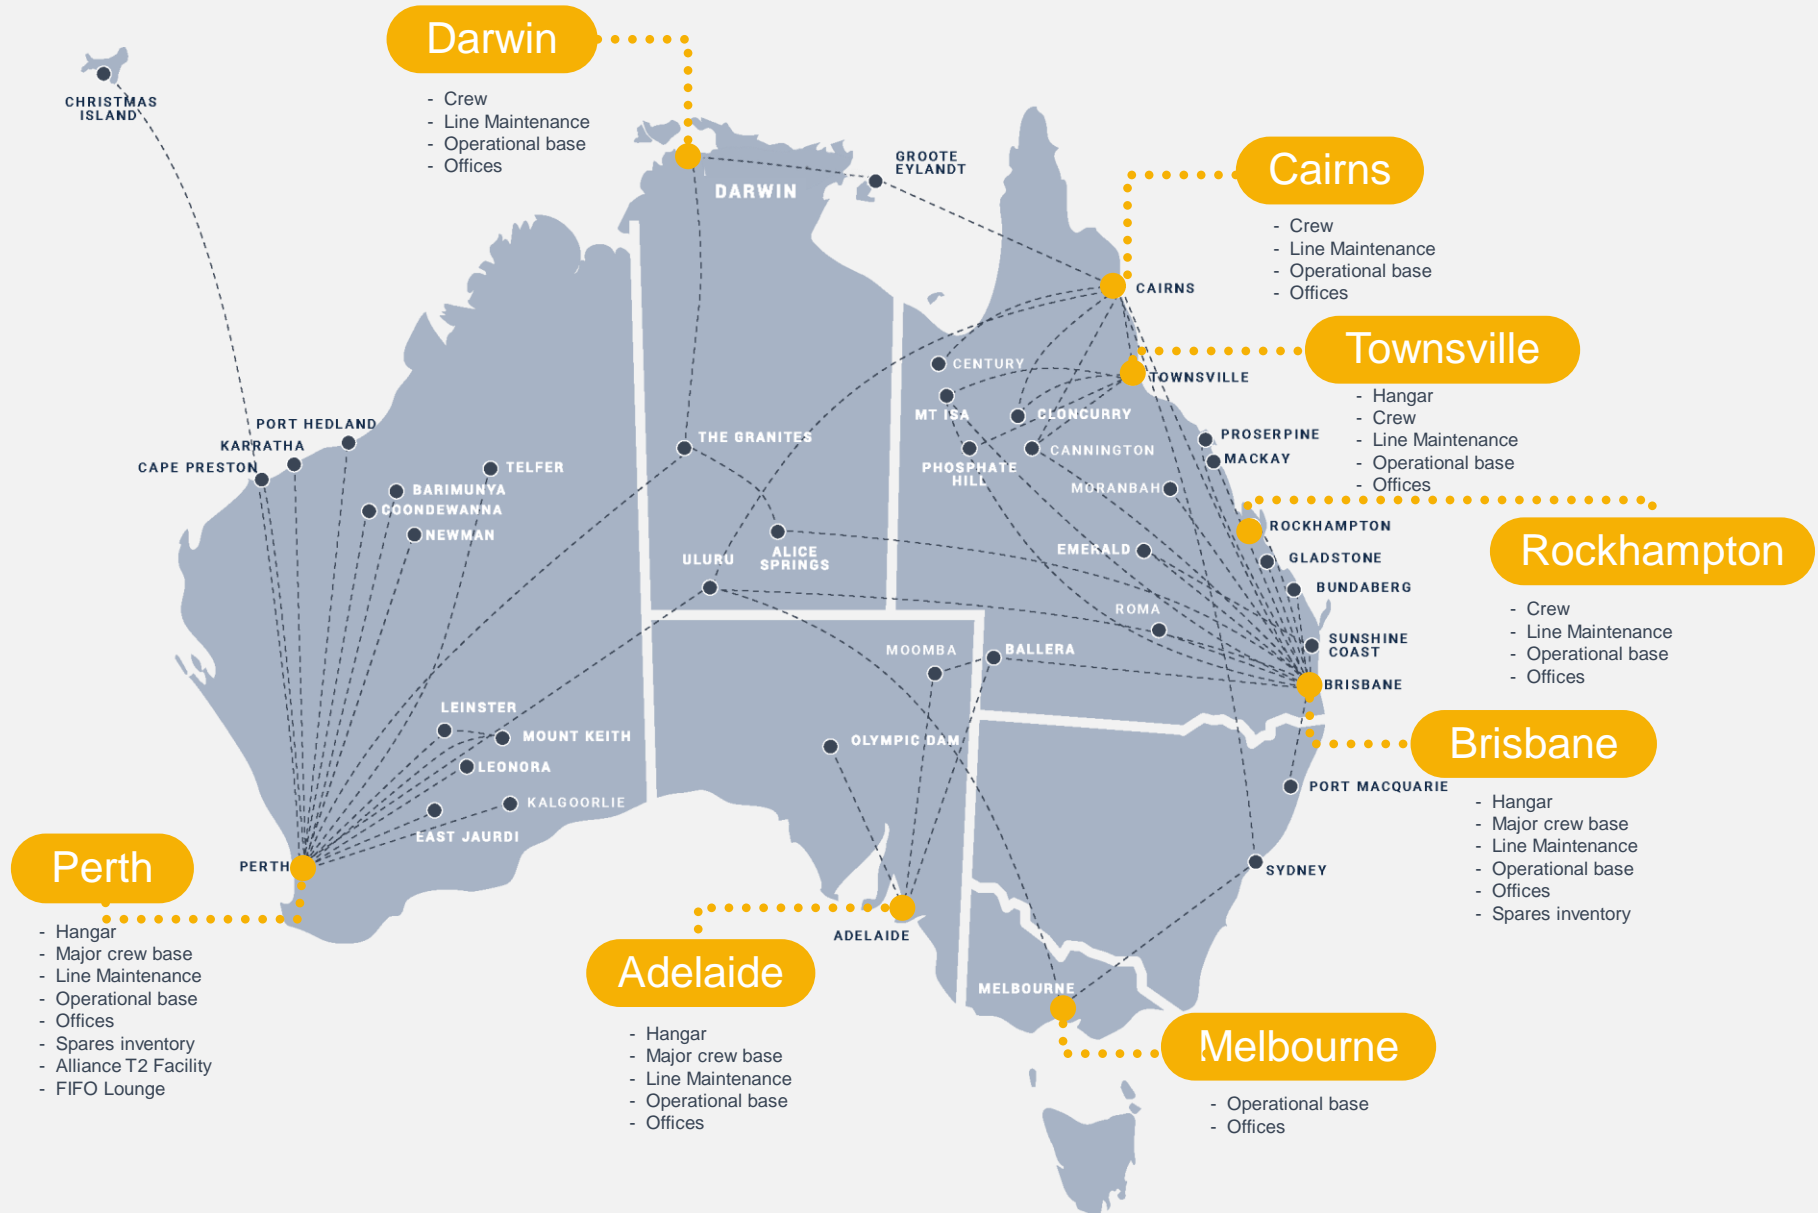 Darwin
- Crew
- Line Maintenance
- Operational base
- Offices
CHRISTMAS
ISLAND
DARWIN
GROOTE
EYLANDT
Cairns
- Crew
- Line Maintenance
- Operational base
- Offices
CAIRNS
Townsville
- Hangar
- Crew
- Line Maintenance
- Operational base
- Offices
CENTURY
TOWNSVILLE
MT ISA
CLONCURRY
PORT HEDLAND
KARRATHA
CAPE PRESTON
THE GRANITES
TELFER
BARIMUNYA
COONDEWANNA
NEWMAN
PROSERPINE
MACKAY
CANNINGTON
PHOSPHATE
HILL
MORANBAH
ROCKHAMPTON
Rockhampton
- Crew
- Line Maintenance
- Operational base
- Offices
ULURU
ALICE
SPRINGS
EMERALD
GLADSTONE
BUNDABERG
ROMA
SUNSHINE
COAST
MOOMBA
BALLERA
BRISBANE
Brisbane
- Hangar
- Major crew base
- Line Maintenance
- Operational base
- Offices
- Spares inventory
LEINSTER
MOUNT KEITH
LEONORA
KALGOORLIE
EAST JAURDI
OLYMPIC DAM
PORT MACQUARIE
SYDNEY
Perth
PERTH
- Hangar
- Major crew base
- Line Maintenance
- Operational base
- Offices
- Spares inventory
- Alliance T2 Facility
- FIFO Lounge
ADELAIDE
Adelaide
- Hangar
- Major crew base
- Line Maintenance
- Operational base
- Offices
MELBOURNE
Melbourne
- Operational base
- Offices